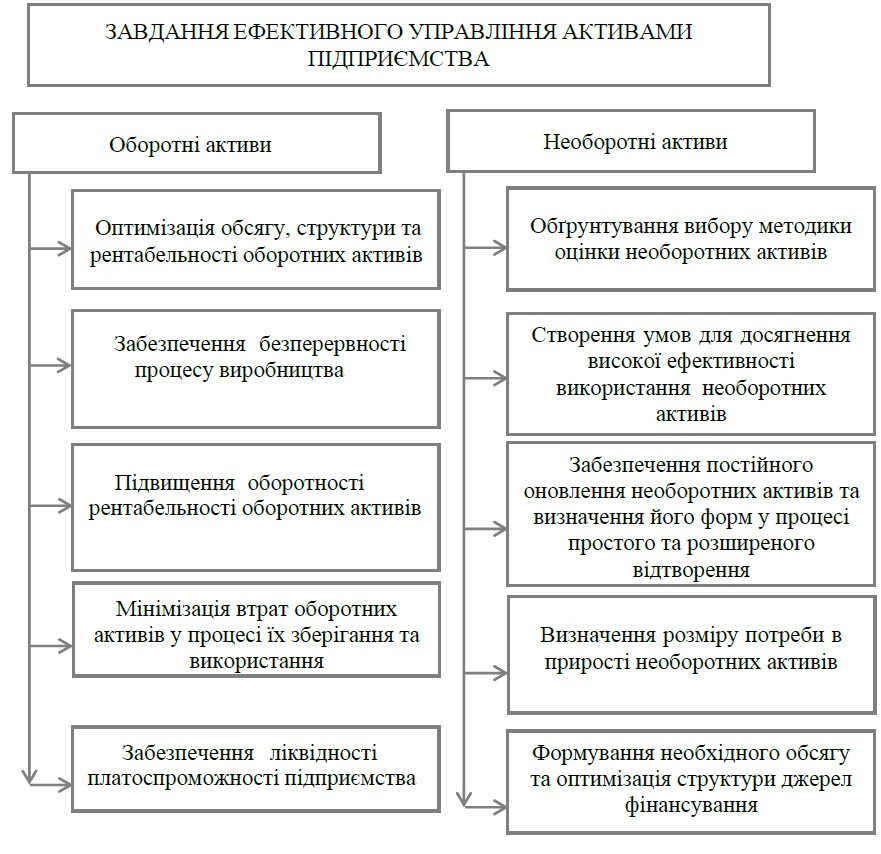 ЗАВДАННЯ ЕФЕКТИВНОГО УПРАВЛІННЯ АКТИВАМИ
ПІДПРИЄМСТВА
Оборотні активи
Оптимізація обсягу, структури та
рентабельності оборотних активів
Забезпечення безперервності
процесу виробництва
Підвищення оборотності
рентабельності оборотних активів
Мінімізація втрат оборотних
активів у процесі їх зберігання та
використання
Забезпечення ліквідності
платоспроможності підприємства
Необоротні активи
Обґрунтування вибору методики
оцінки необоротних активів
Створення умов для досягнення
високої ефективності
використання необоротних
активів
Забезпечення постійного
оновлення необоротних активів та
визначення його форм у процесі
простого та розширеного
відтворення
Визначення розміру потреби в
прирості необоротних активів
Формування необхідного обсягу
та оптимізація структури джерел
фінансування